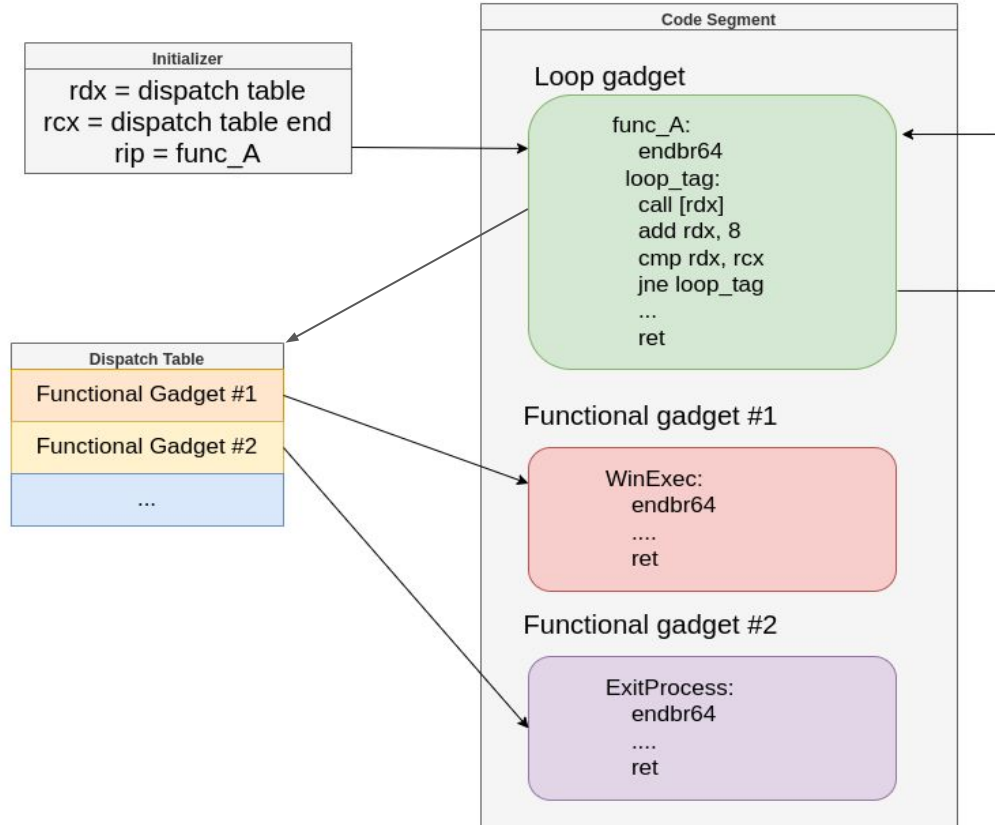 Initializer
rdx = dispatch table
rcx = dispatch table end
rip = func_A
Code Segment
Loop gadget
func_A:
endbr64
loop_tag:
call [rdx]
add rdx, 8
cmp rdx, rcx
jne loop_tag
...
ret
Dispatch Table
Functional Gadget #1
Functional Gadget #2
...
Functional gadget #1
WinExec:
endbr64
....
ret
Functional gadget #2
ExitProcess:
endbr64
....
ret